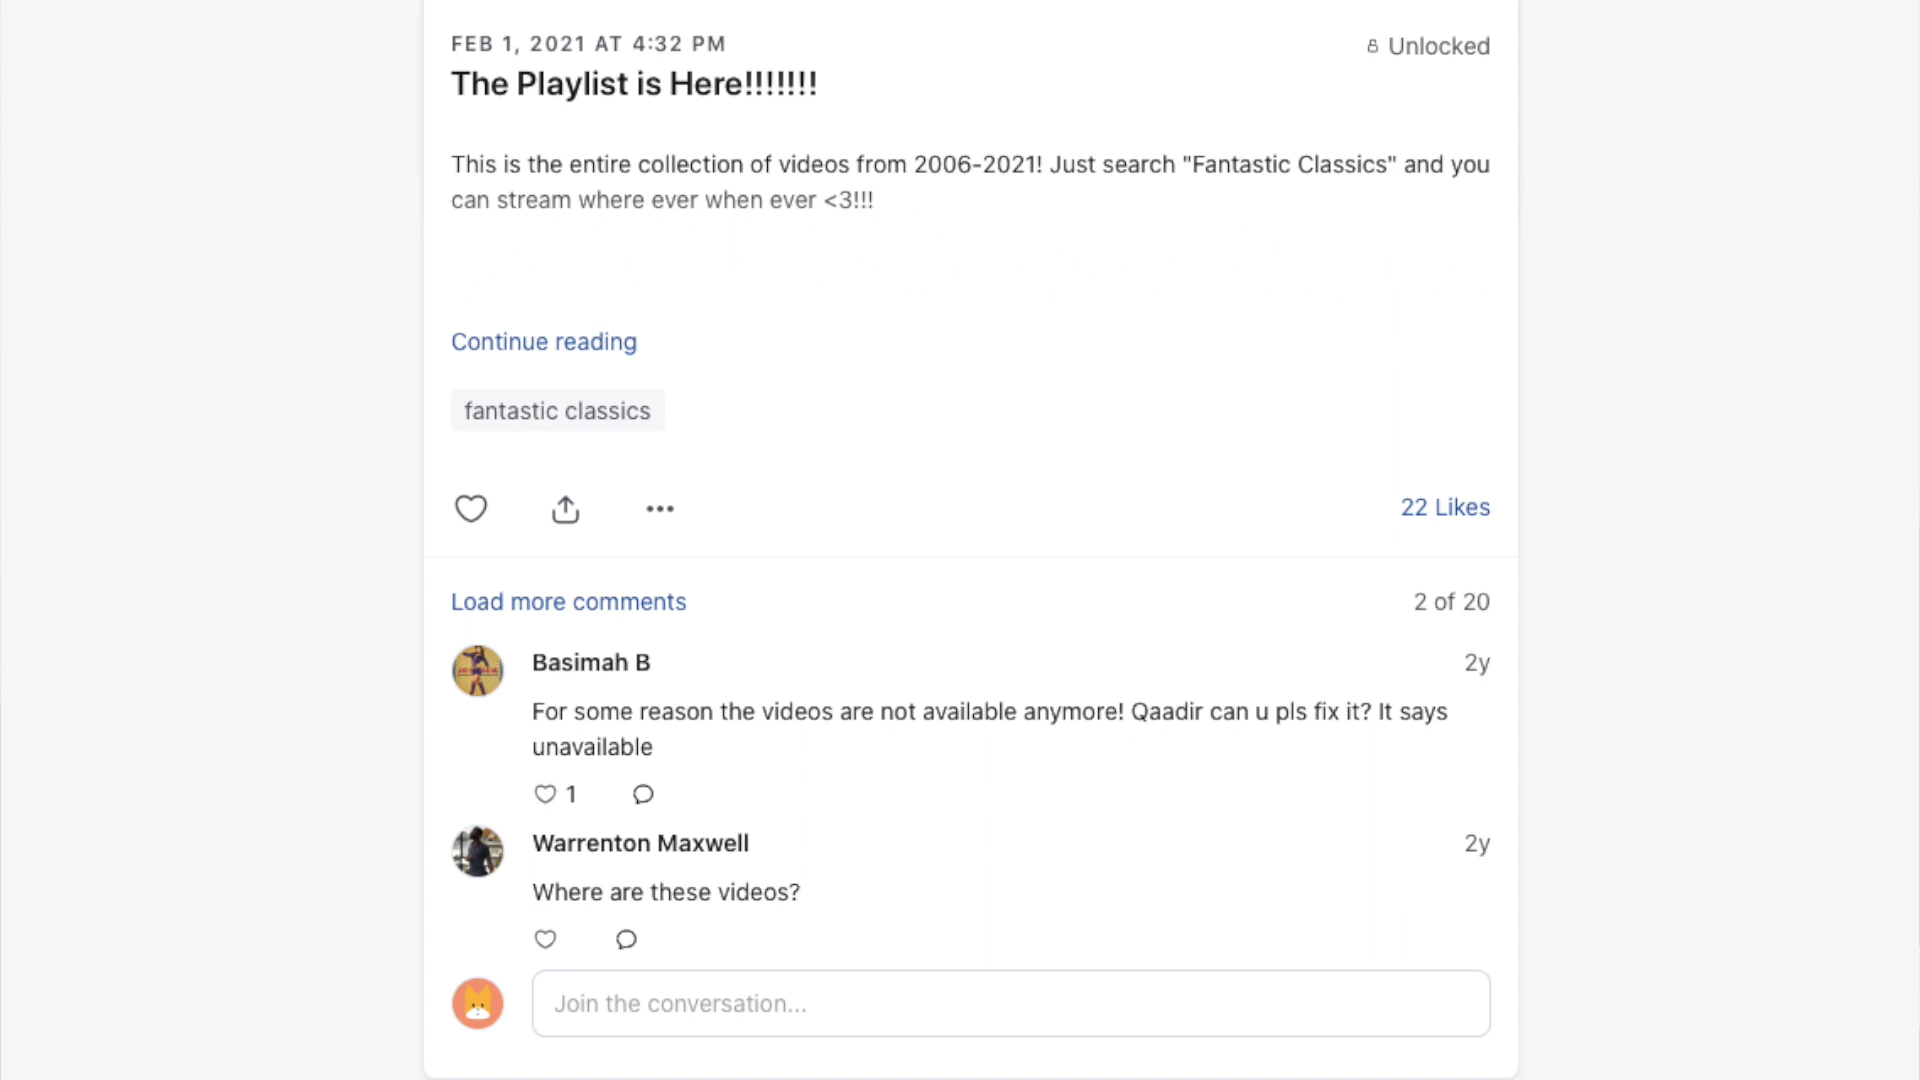 FEB 1, 2021 AT 4:32 PM
Unlocked
The Playlist is Here!!!!!!!
This is the entire collection of videos from 2006-2021! Just search "Fantastic Classics" and you
can stream where ever when ever <3!!!
Continue reading
fantastic classics
22 Likes
Load more comments
2 of 20
Basimah B
2y
For some reason the videos are not available anymore! Qaadir can u pls fix it? It says
unavailable
1
Warrenton Maxwell
2y
Where are these videos?
Join the conversation...